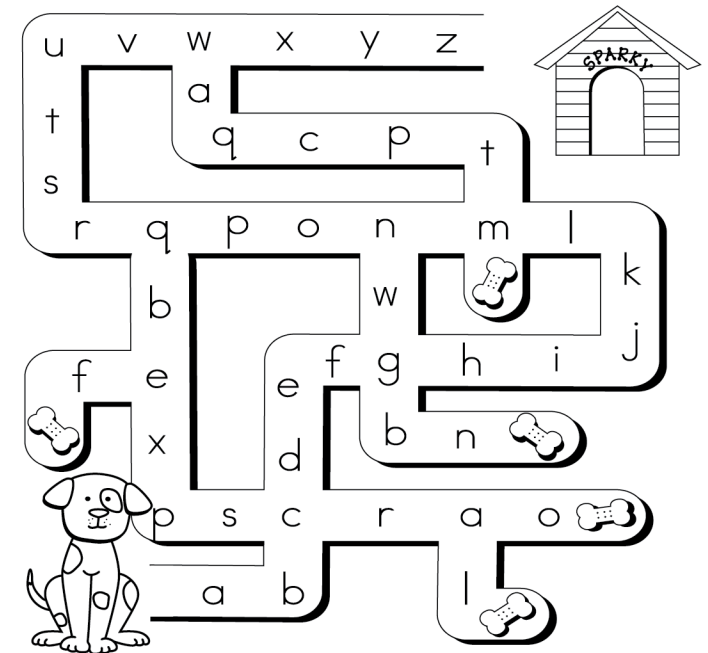 u v w x y z
SPARKY
a
t
q c p t
s
r q p o n m l
k
b w
j
f e e f g h i
x d b n
p s c r a o
a b l